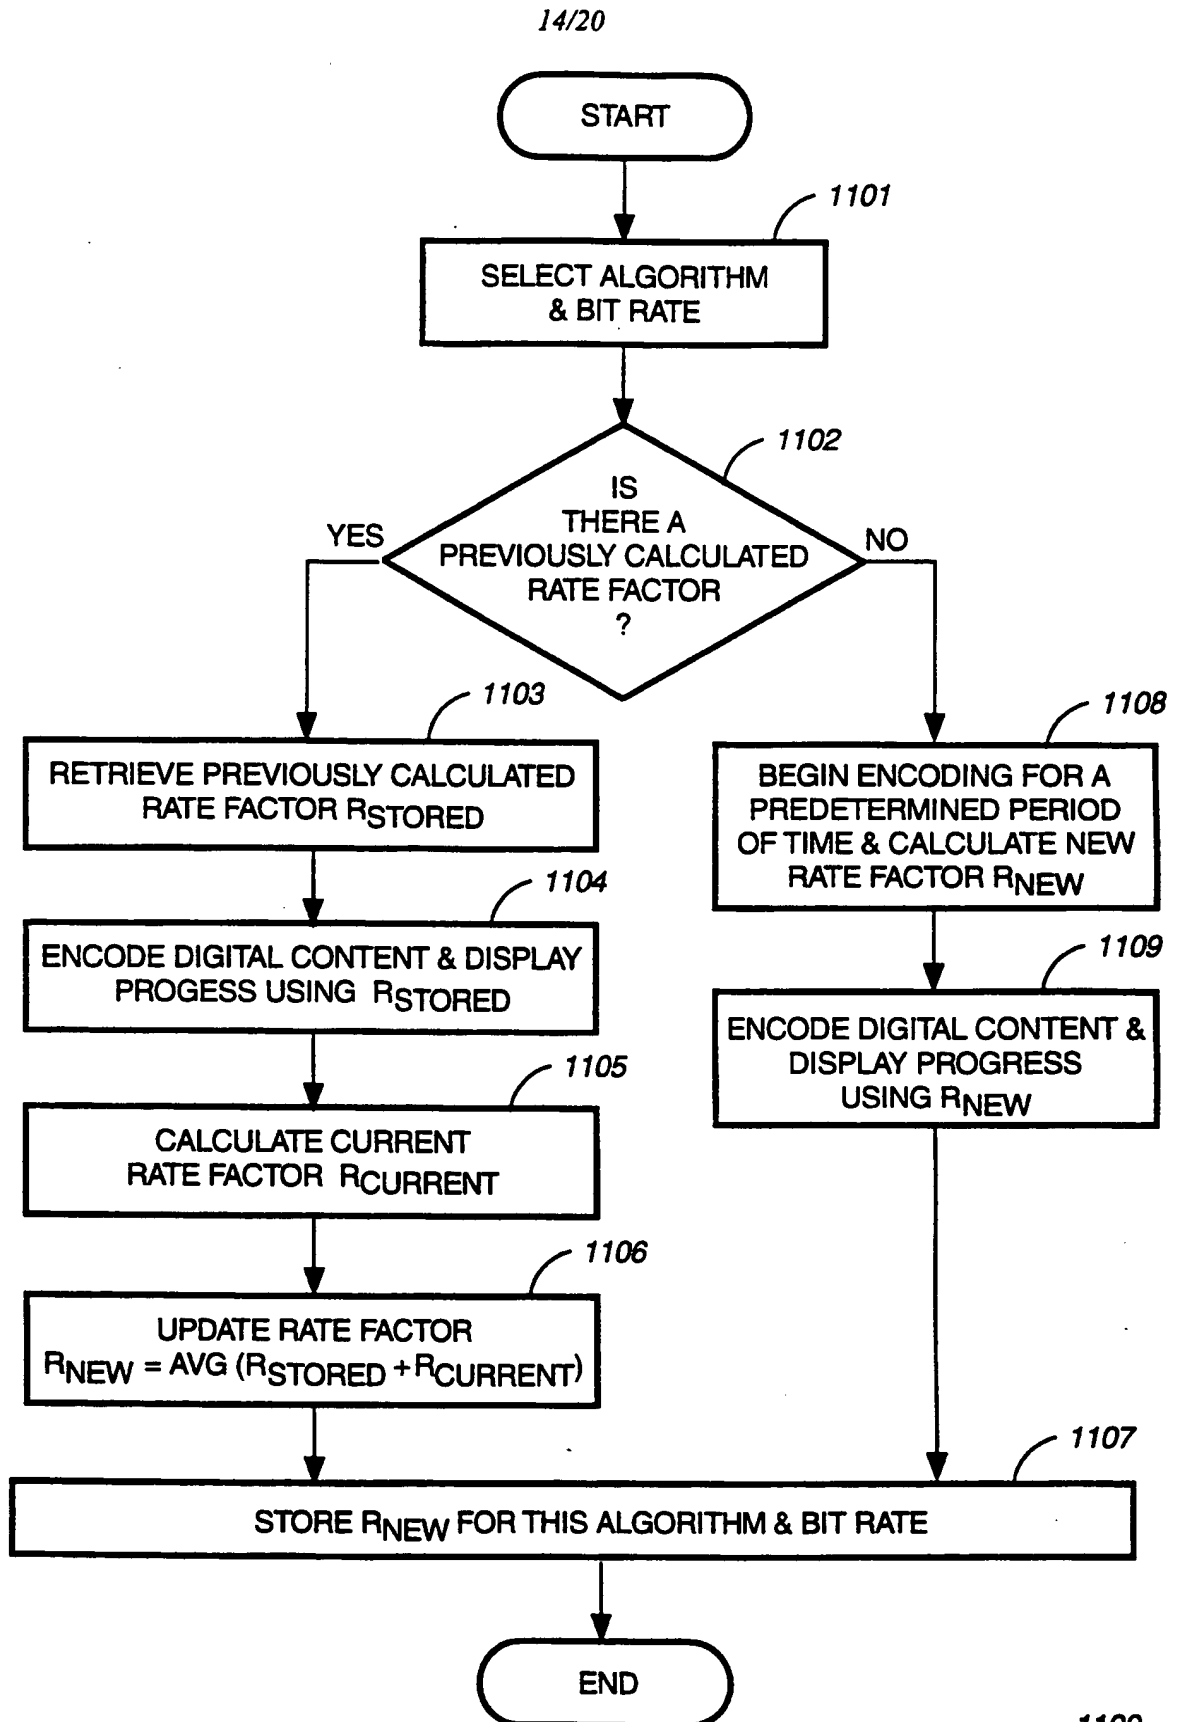 14/20
START
1101
SELECT ALGORITHM
& BIT RATE
1102
IS
THERE A
PREVIOUSLY CALCULATED
RATE FACTOR
?
YES
NO
1103
RETRIEVE PREVIOUSLY CALCULATED
RATE FACTOR RSTORED
1104
ENCODE DIGITAL CONTENT & DISPLAY
PROGESS USING RSTORED
1105
CALCULATE CURRENT
RATE FACTOR RCURRENT
1106
UPDATE RATE FACTOR
RNEW = AVG (RSTORED + RCURRENT)
1108
BEGIN ENCODING FOR A
PREDETERMINED PERIOD
OF TIME & CALCULATE NEW
RATE FACTOR RNEW
1109
ENCODE DIGITAL CONTENT &
DISPLAY PROGRESS
USING RNEW
1107
STORE RNEW FOR THIS ALGORITHM & BIT RATE
END